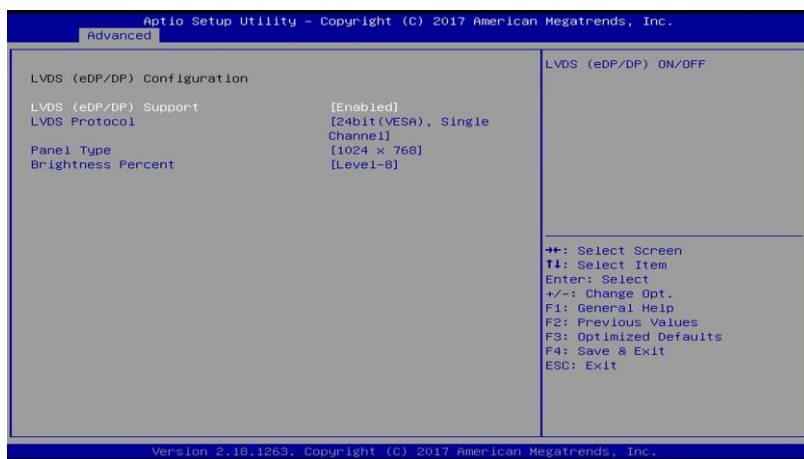 Aptio Setup Utility – Copyright (C) 2017 American Megatrends, Inc.
Advanced
LVDS (eDP/DP) Configuration
LVDS (eDP/DP) Support [Enabled]
LVDS Protocol [24bit(VESA), Single
Channel]
Panel Type [1024 x 768]
Brightness Percent [Level-8]
LVDS (eDP/DP) ON/OFF
→←: Select Screen
↑↓: Select Item
Enter: Select
+/-: Change Opt.
F1: General Help
F2: Previous Values
F3: Optimized Defaults
F4: Save & Exit
ESC: Exit
Version 2.18.1263. Copyright (C) 2017 American Megatrends, Inc.